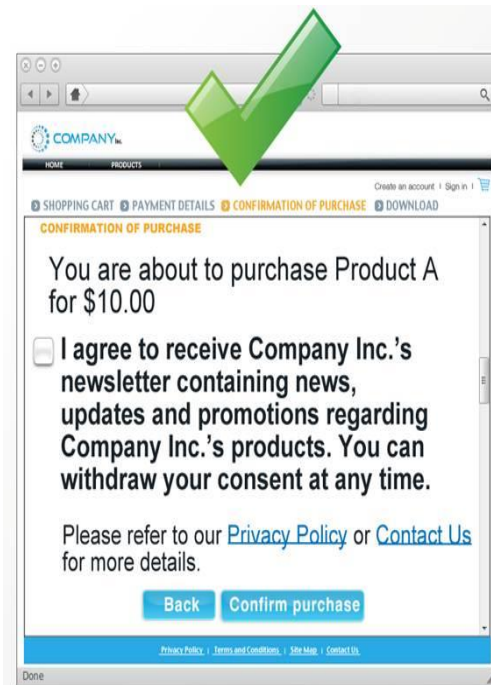 COMPANY Inc.
HOME PRODUCTS
Create an account | Sign in |
SHOPPING CART PAYMENT DETAILS CONFIRMATION OF PURCHASE DOWNLOAD
CONFIRMATION OF PURCHASE
You are about to purchase Product A
for $10.00
I agree to receive Company Inc.’s
newsletter containing news,
updates and promotions regarding
Company Inc.’s products. You can
withdraw your consent at any time.
Please refer to our Privacy Policy or Contact Us
for more details.
Back Confirm purchase
Privacy Policy | Terms and Conditions | Site Map | Contact Us
Done